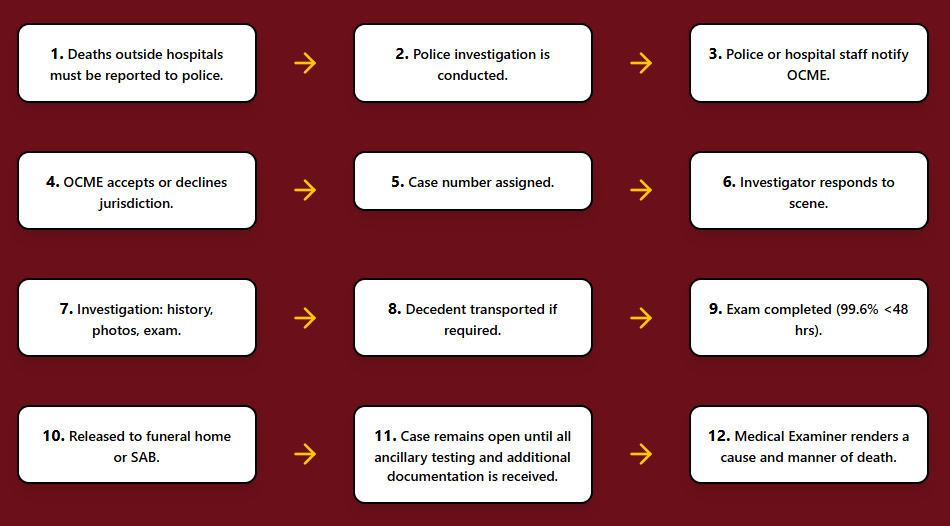 1. Deaths outside hospitals
must be reported to police.
2. Police investigation is
conducted.
3. Police or hospital staff notify
OCME.
4. OCME accepts or declines
jurisdiction.
5. Case number assigned.
6. Investigator responds to
scene.
7. Investigation: history,
photos, exam.
8. Decedent transported if
required.
9. Exam completed (99.6% <48
hrs).
10. Released to funeral home
or SAB.
11. Case remains open until all
ancillary testing and additional
documentation is received.
12. Medical Examiner renders a
cause and manner of death.